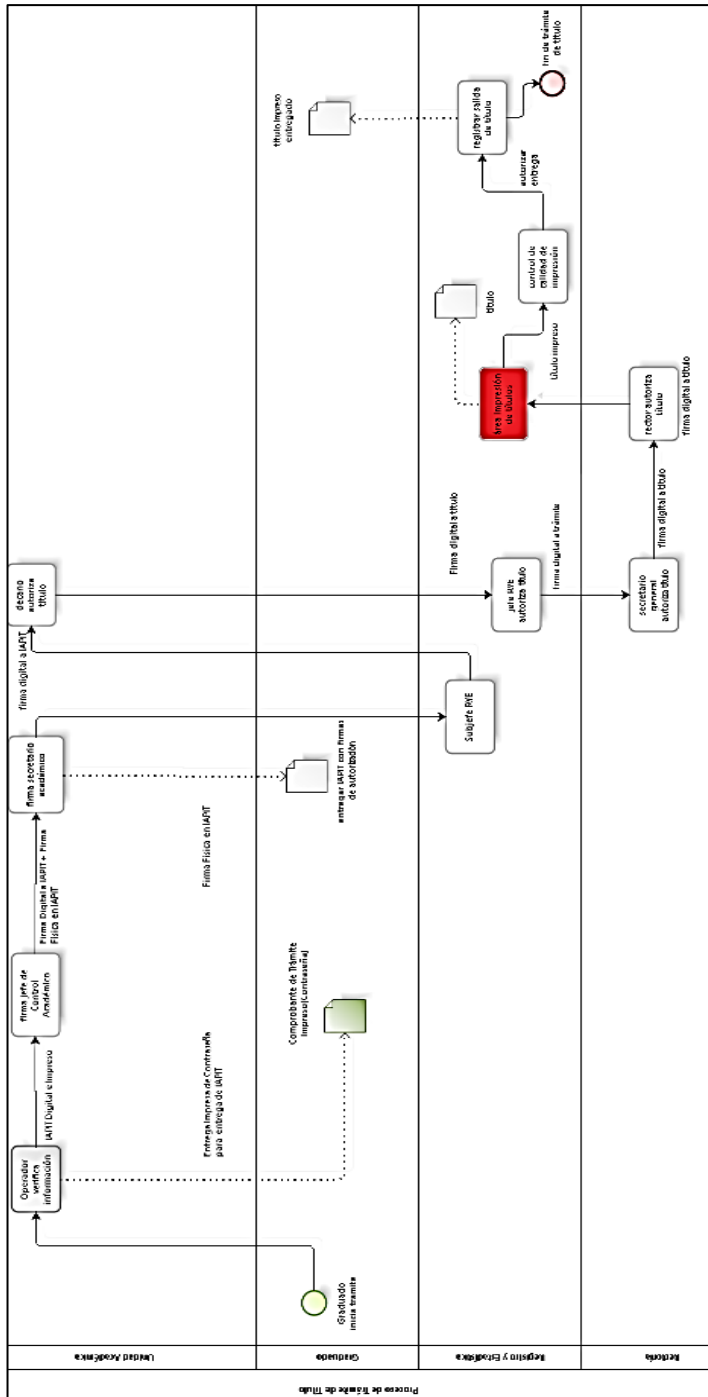 Proceso de Trámite de Título
Unidad Académica
Graduado
Registro y Estadística
Rectoría
Graduado
inicia tramite
Operador
verifica
información
IAPIT Digital e Impreso
Entrega Impresa de Contraseña
para entrega de IAPIT
Comprobante de Trámite
Impreso(Contraseña)
firma Jefe de
Control
Académico
Firma Digital a IAPIT + Firma
Física en IAPIT
firma secretario
académico
Firma Física en IAPIT
entregar IAPIT con firmas
de autorización
Subjefe RYE
firma digital a IAPIT
decano
autoriza
título
Firma digital a título
Jefe RYE
autoriza título
firma digital a trámite
secretario
general
autoriza título
firma digital a título
rector autoriza
título
firma digital a título
área impresión
de títulos
título
título impreso
control de
calidad de
impresión
autorizar
entrega
registrar salida
de título
título impreso
entregado
fin de trámite
de título